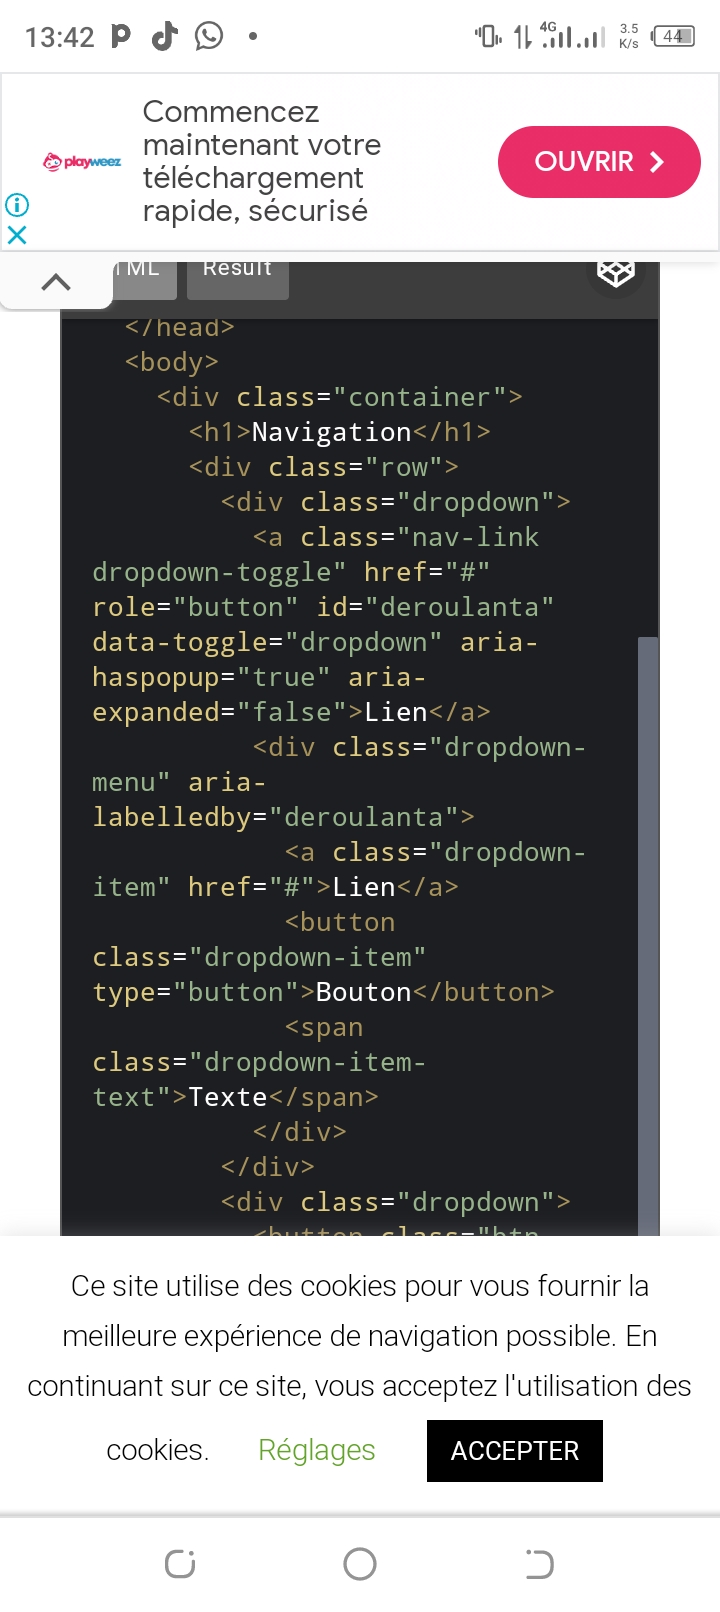 13:42
4G
3.5
K/s
44
playweez
Commencez
maintenant votre
téléchargement
rapide, sécurisé
OUVRIR
Result
</head>
<body>
<div class="container">
<h1>Navigation</h1>
<div class="row">
<div class="dropdown">
<a class="nav-link
dropdown-toggle" href="#"
role="button" id="deroulanta"
data-toggle="dropdown" aria-
haspopup="true" aria-
expanded="false">Lien</a>
<div class="dropdown-
menu" aria-
labelledby="deroulanta">
<a class="dropdown-
item" href="#">Lien</a>
<button
class="dropdown-item"
type="button">Bouton</button>
<span
class="dropdown-item-
text">Texte</span>
</div>
</div>
<div class="dropdown">
<button class="btn
Ce site utilise des cookies pour vous fournir la
meilleure expérience de navigation possible. En
continuant sur ce site, vous acceptez l'utilisation des
cookies. Réglages ACCEPTER